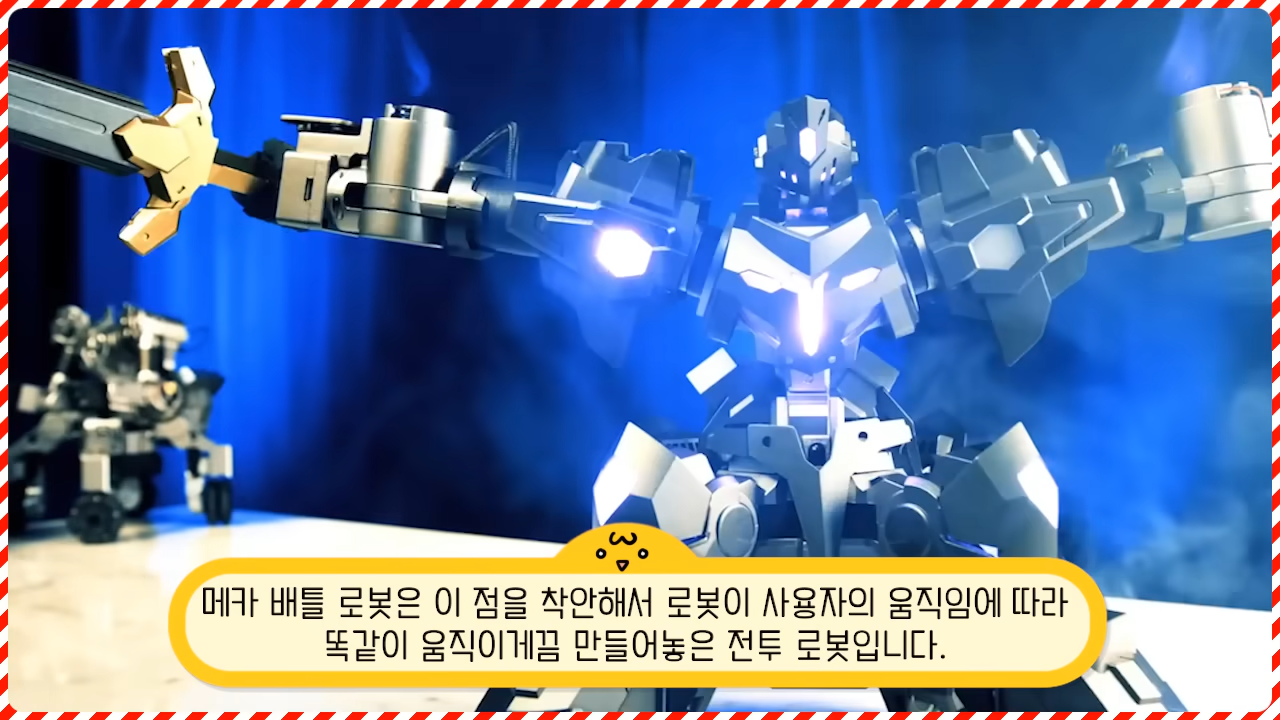 메카 배틀 로봇은 이 점을 착안해서 로봇이 사용자의 움직임에 따라
똑같이 움직이게끔 만들어놓은 전투 로봇입니다.